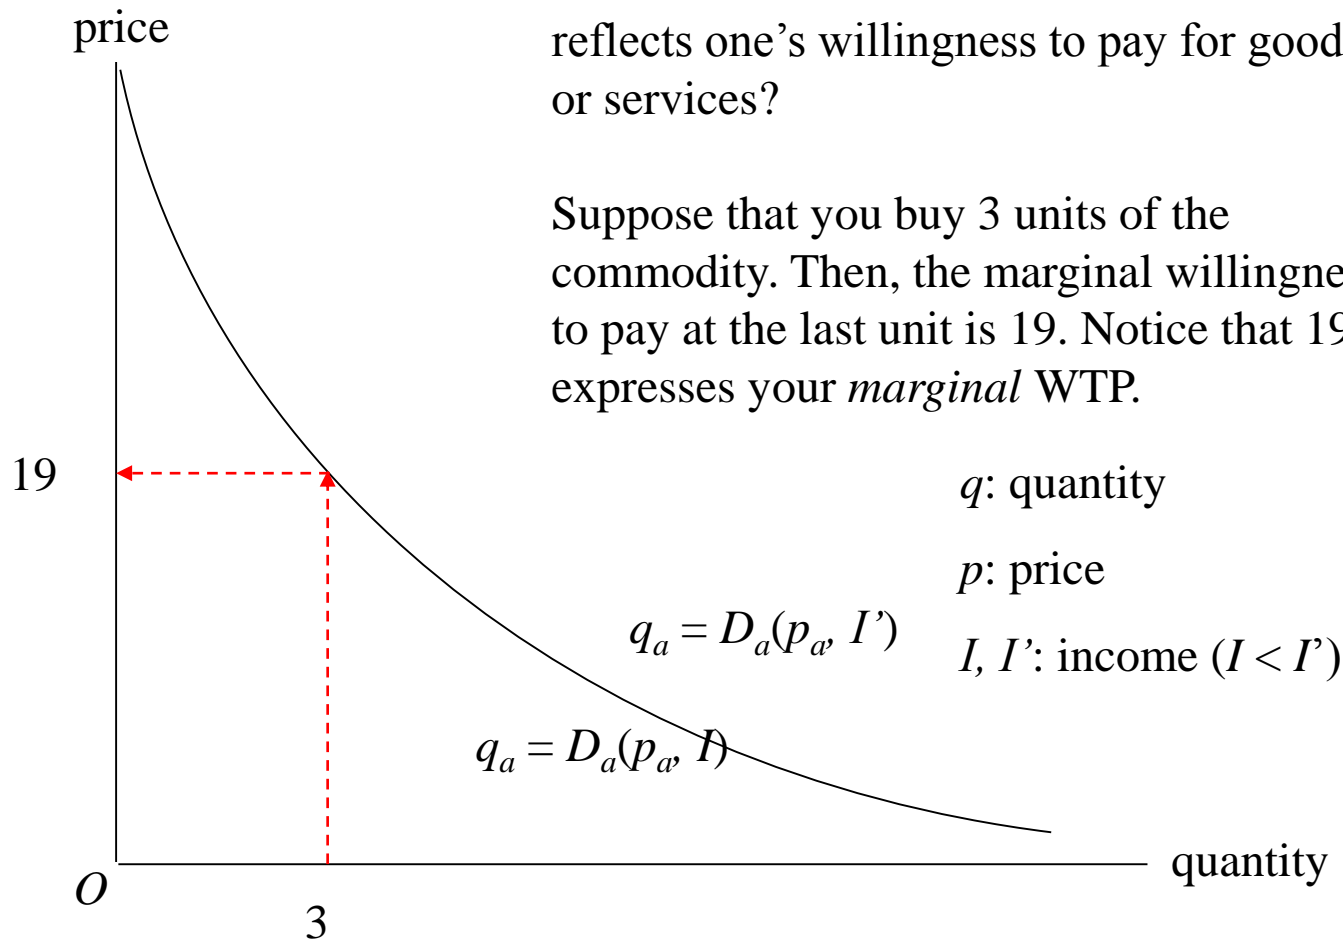 price
reflects one’s willingness to pay for good
or services?
Suppose that you buy 3 units of the
commodity. Then, the marginal willingne
to pay at the last unit is 19. Notice that 19
expresses your marginal WTP.
19
q: quantity
p: price
qa = Da(pa, I’)
I, I’: income (I < I’)
qa = Da(pa, I)
quantity
O
3